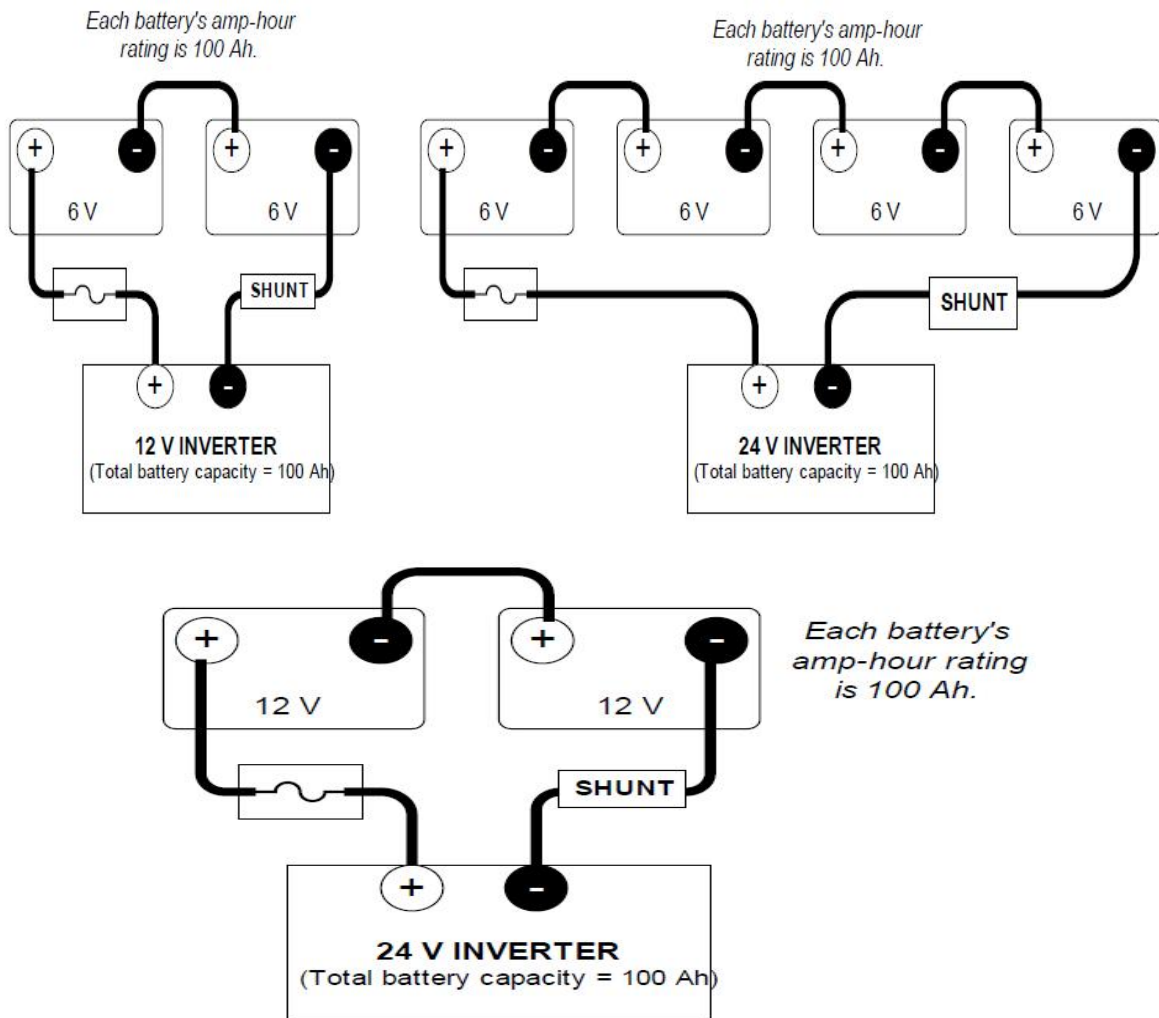 Each battery's amp-hour
rating is 100 Ah.
+ - + -
6 V 6 V
SHUNT
+ -
12 V INVERTER
(Total battery capacity = 100 Ah)
Each battery's amp-hour
rating is 100 Ah.
+ - + - + - + -
6 V 6 V 6 V 6 V
SHUNT
+ -
24 V INVERTER
(Total battery capacity = 100 Ah)
+ - + -
12 V 12 V
Each battery's
amp-hour rating
is 100 Ah.
SHUNT
+ -
24 V INVERTER
(Total battery capacity = 100 Ah)